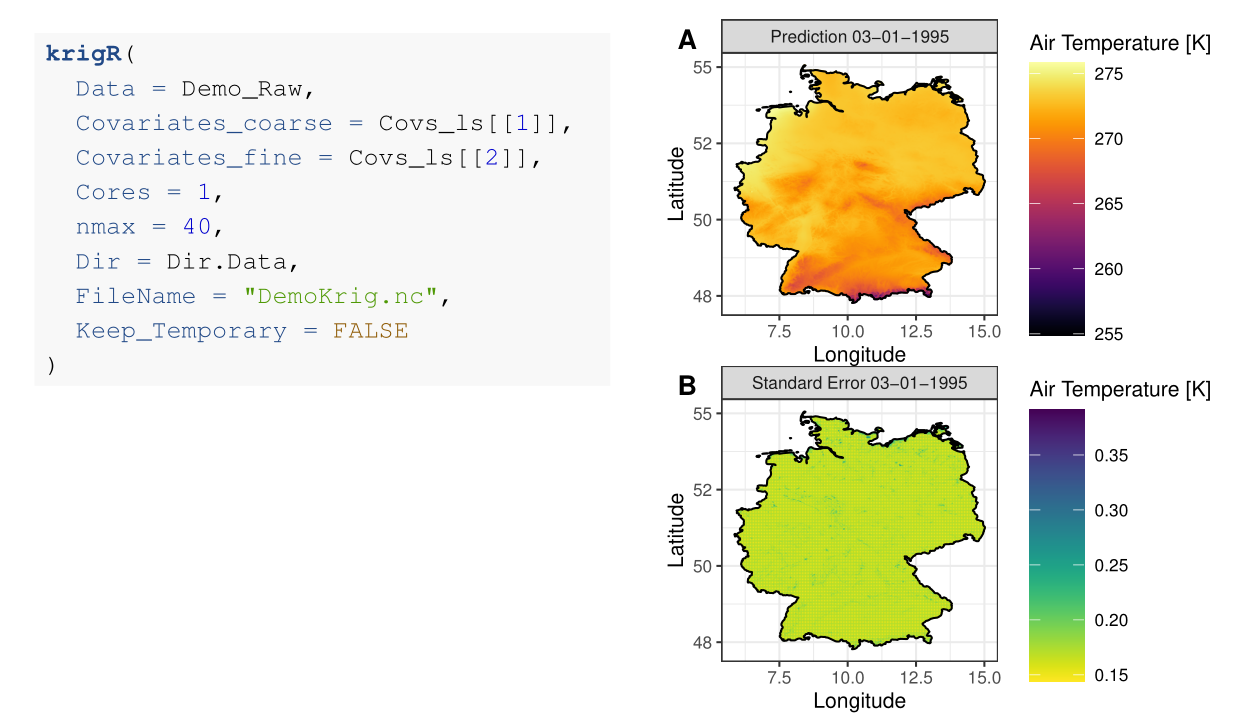 krigR(
Data = Demo_Raw,
Covariates_coarse = Covs_ls[[1]],
Covariates_fine = Covs_ls[[2]],
Cores = 1,
nmax = 40,
Dir = Dir.Data,
FileName = "DemoKrig.nc",
Keep_Temporary = FALSE
)
A
Prediction 03−01−1995
Latitude
55
52
50
48
7.5 10.0 12.5 15.0
Longitude
Air Temperature [K]
275
270
265
260
255
B
Standard Error 03−01−1995
Latitude
55
52
50
48
7.5 10.0 12.5 15.0
Longitude
Air Temperature [K]
0.35
0.30
0.25
0.20
0.15